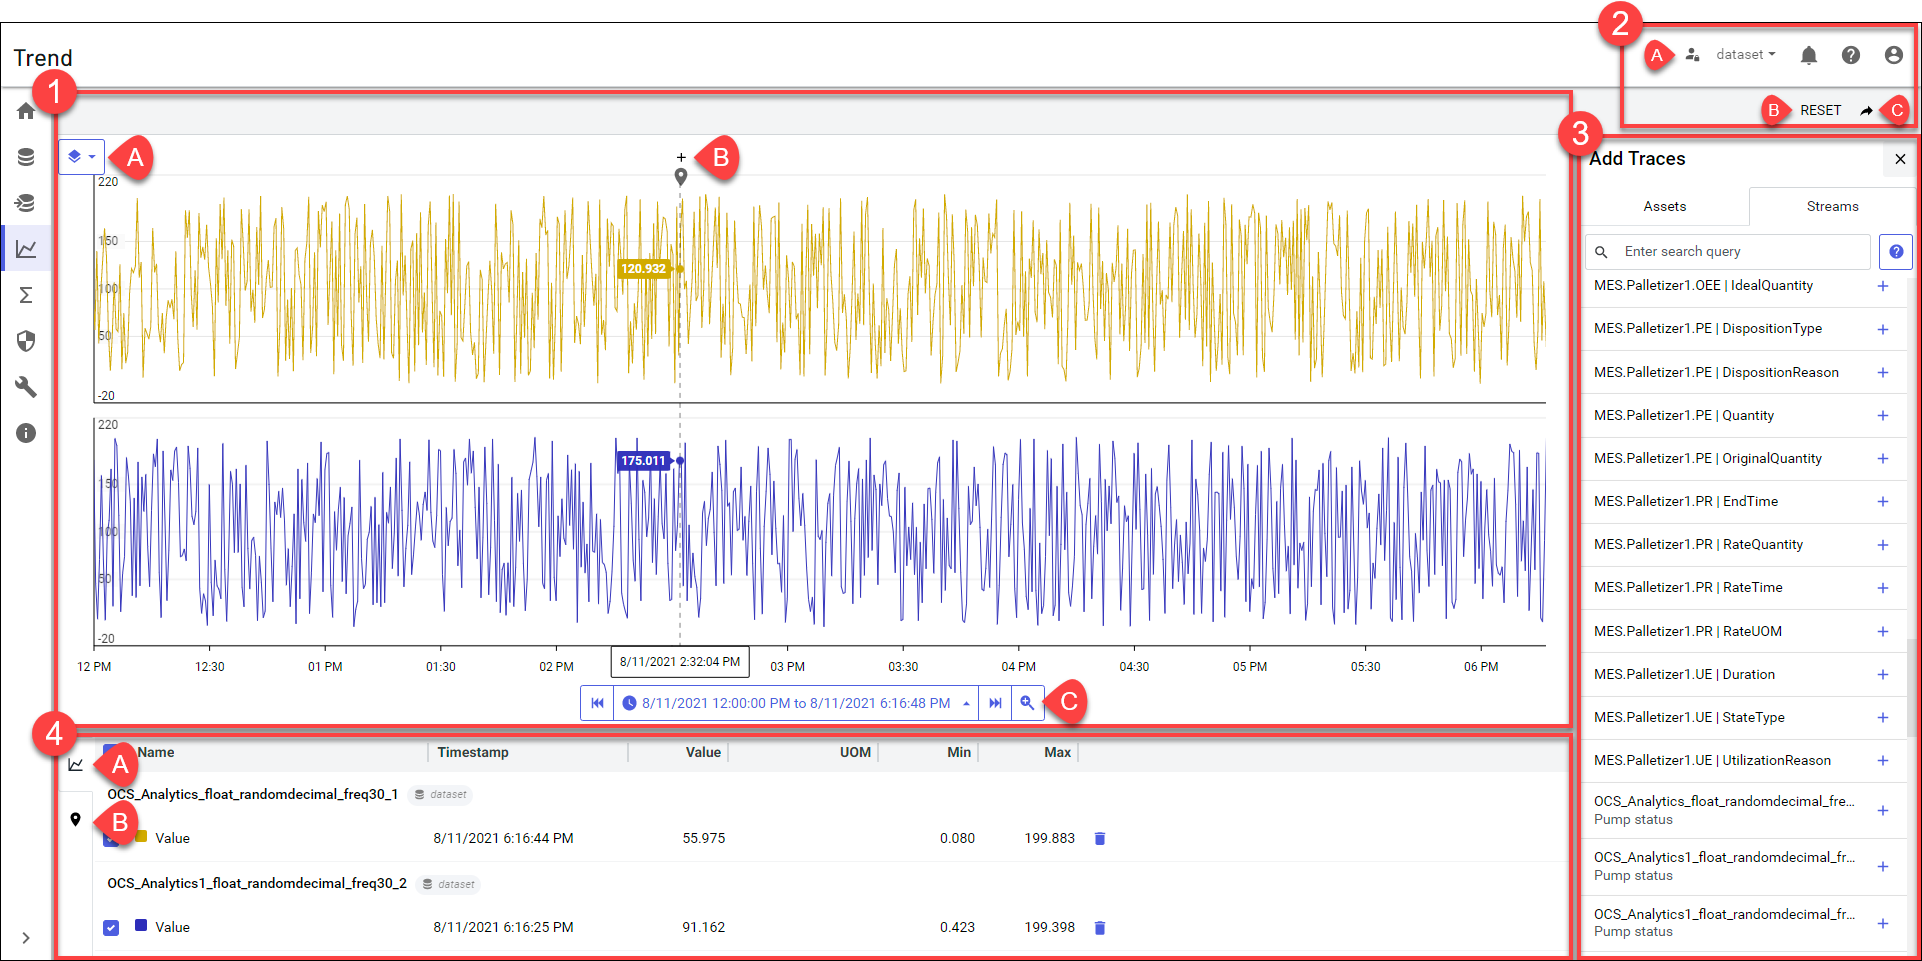 2
Trend
A
dataset
1
B
RESET
C
3
Add Traces
A
B
220
150
100
50
-20
120.932
220
150
100
50
-20
175.011
12 PM
12:30
01 PM
01:30
02 PM
8/11/2021 2:32:04 PM
03 PM
03:30
04 PM
04:30
05 PM
05:30
06 PM
8/11/2021 12:00:00 PM to 8/11/2021 6:16:48 PM
C
Assets
Streams
Enter search query
MES.Palletizer1.OEE | IdealQuantity
MES.Palletizer1.PE | DispositionType
MES.Palletizer1.PE | DispositionReason
MES.Palletizer1.PE | Quantity
MES.Palletizer1.PE | OriginalQuantity
MES.Palletizer1.PR | EndTime
MES.Palletizer1.PR | RateQuantity
MES.Palletizer1.PR | RateTime
MES.Palletizer1.PR | RateUOM
MES.Palletizer1.UE | Duration
MES.Palletizer1.UE | StateType
MES.Palletizer1.UE | UtilizationReason
OCS_Analytics_float_randomdecimal_fre...
Pump status
OCS_Analytics1_float_randomdecimal_fr...
Pump status
OCS_Analytics1_float_randomdecimal_fr...
Pump status
4
A
B
Name Timestamp Value UOM Min Max
OCS_Analytics_float_randomdecimal_freq30_1 dataset
Value 8/11/2021 6:16:44 PM 55.975 0.080 199.883
OCS_Analytics1_float_randomdecimal_freq30_2 dataset
Value 8/11/2021 6:16:25 PM 91.162 0.423 199.398